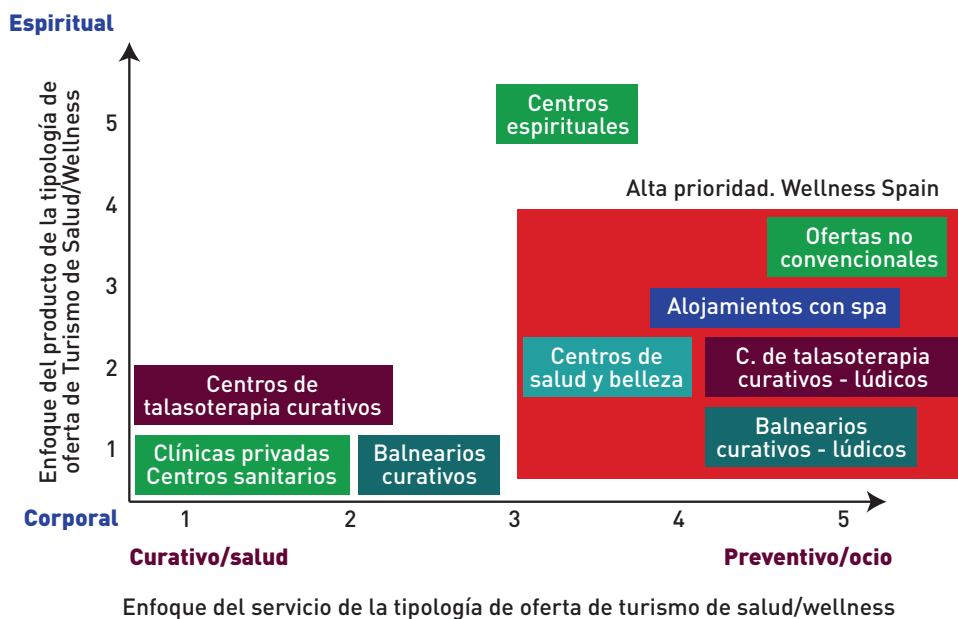 Espiritual
Enfoque del producto de la tipología de
oferta de Turismo de Salud/Wellness
5
4
3
2
1
Centros
espirituales
Alta prioridad. Wellness Spain
Ofertas no
convencionales
Alojamientos con spa
Centros de
salud y belleza
C. de talasoterapia
curativos - lúdicos
Centros de
talasoterapia curativos
Balnearios
curativos - lúdicos
Clínicas privadas
Centros sanitarios
Balnearios
curativos
Corporal
1 2 3 4 5
Curativo/salud
Preventivo/ocio
Enfoque del servicio de la tipología de oferta de turismo de salud/wellness